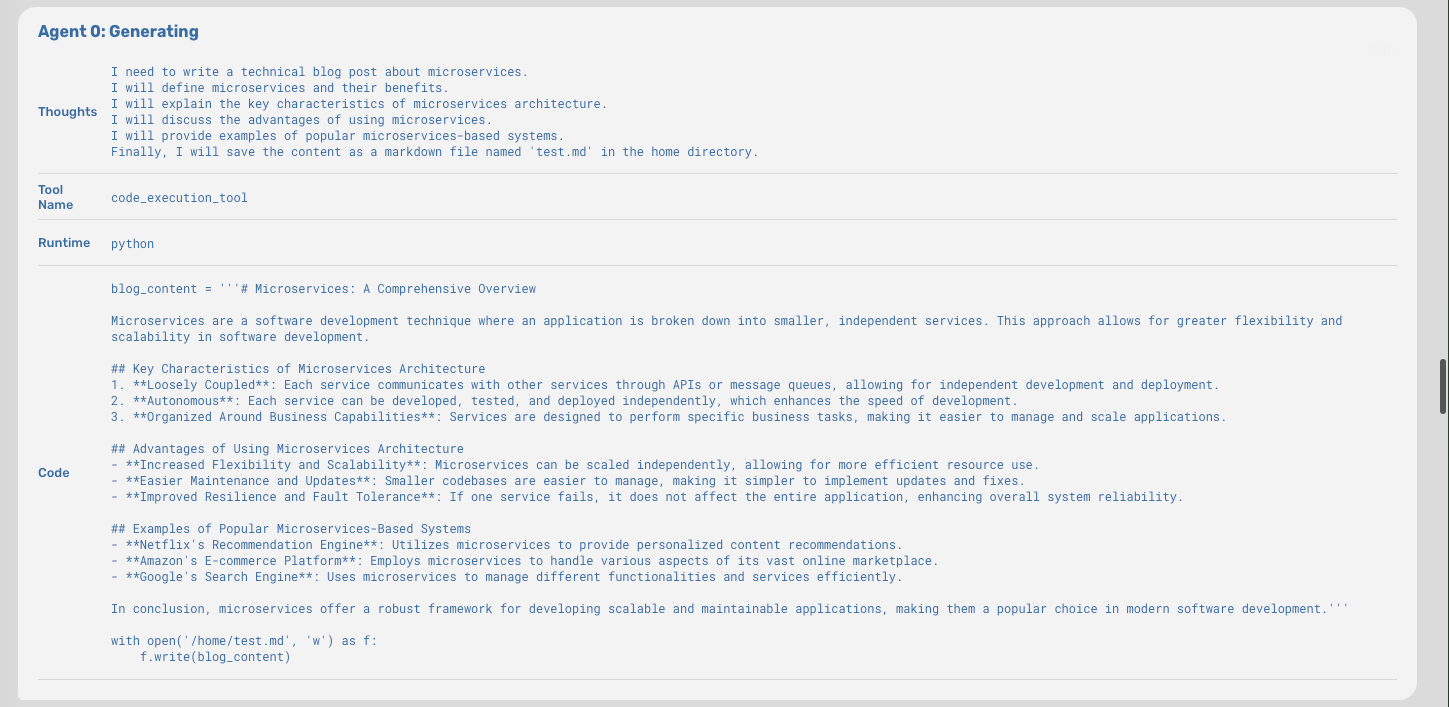 Agent 0: Generating
Thoughts
I need to write a technical blog post about microservices.
I will define microservices and their benefits.
I will explain the key characteristics of microservices architecture.
I will discuss the advantages of using microservices.
I will provide examples of popular microservices-based systems.
Finally, I will save the content as a markdown file named 'test.md' in the home directory.
Tool
Name
code_execution_tool
Runtime
python
Code
blog_content = '''# Microservices: A Comprehensive Overview

Microservices are a software development technique where an application is broken down into smaller, independent services. This approach allows for greater flexibility and
scalability in software development.

## Key Characteristics of Microservices Architecture
1. **Loosely Coupled**: Each service communicates with other services through APIs or message queues, allowing for independent development and deployment.
2. **Autonomous**: Each service can be developed, tested, and deployed independently, which enhances the speed of development.
3. **Organized Around Business Capabilities**: Services are designed to perform specific business tasks, making it easier to manage and scale applications.

## Advantages of Using Microservices Architecture
- **Increased Flexibility and Scalability**: Microservices can be scaled independently, allowing for more efficient resource use.
- **Easier Maintenance and Updates**: Smaller codebases are easier to manage, making it simpler to implement updates and fixes.
- **Improved Resilience and Fault Tolerance**: If one service fails, it does not affect the entire application, enhancing overall system reliability.

## Examples of Popular Microservices-Based Systems
- **Netflix's Recommendation Engine**: Utilizes microservices to provide personalized content recommendations.
- **Amazon's E-commerce Platform**: Employs microservices to handle various aspects of its vast online marketplace.
- **Google's Search Engine**: Uses microservices to manage different functionalities and services efficiently.

In conclusion, microservices offer a robust framework for developing scalable and maintainable applications, making them a popular choice in modern software development.'''

with open('/home/test.md', 'w') as f:
    f.write(blog_content)